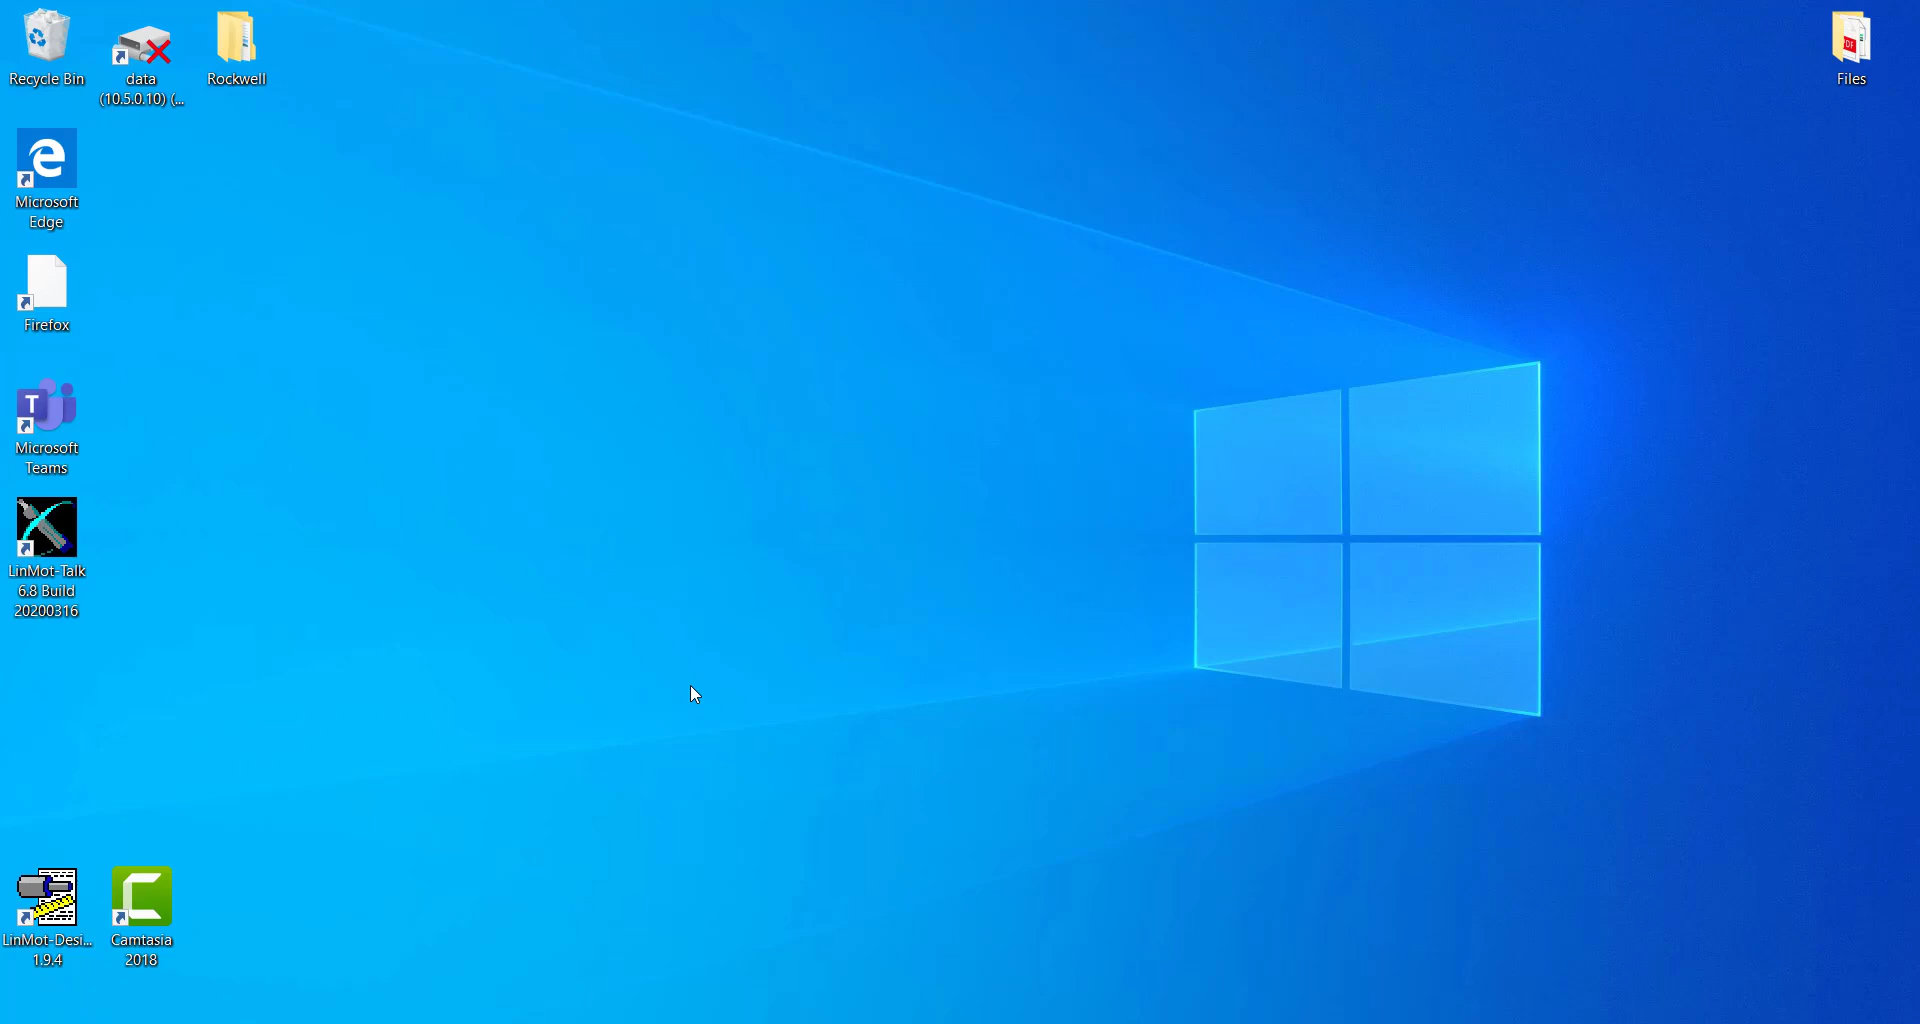 Recycle Bin
data
(10.5.0.10) (...
Rockwell
Files
Microsoft
Edge
Firefox
T
Microsoft
Teams
LinMot-Talk
6.8 Build
20200316
LinMot-Desi...
1.9.4
Camtasia
2018